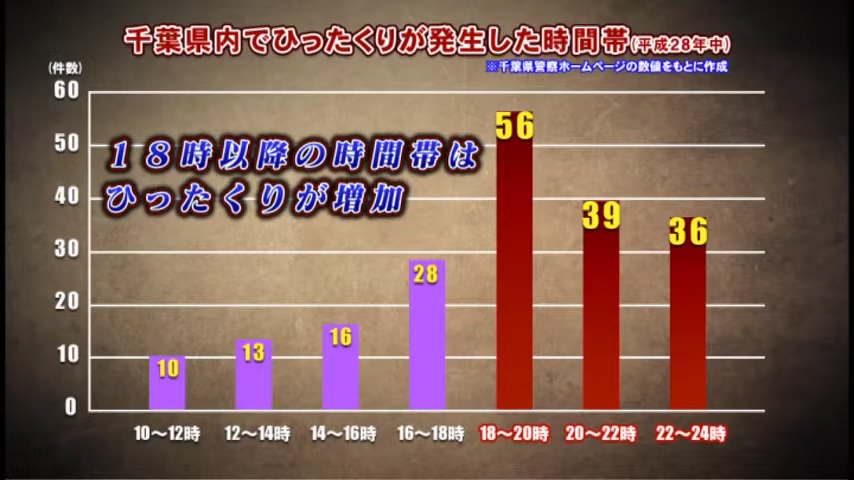 千葉県内でひったくりが発生した時間帯(平成28年中)
※千葉県警察ホームページの数値をもとに作成
(件数)
60
50
40
30
20
10
0
18時以降の時間帯は
ひったくりが増加
10
13
16
28
56
39
36
10〜12時
12〜14時
14〜16時
16〜18時
18〜20時
20〜22時
22〜24時